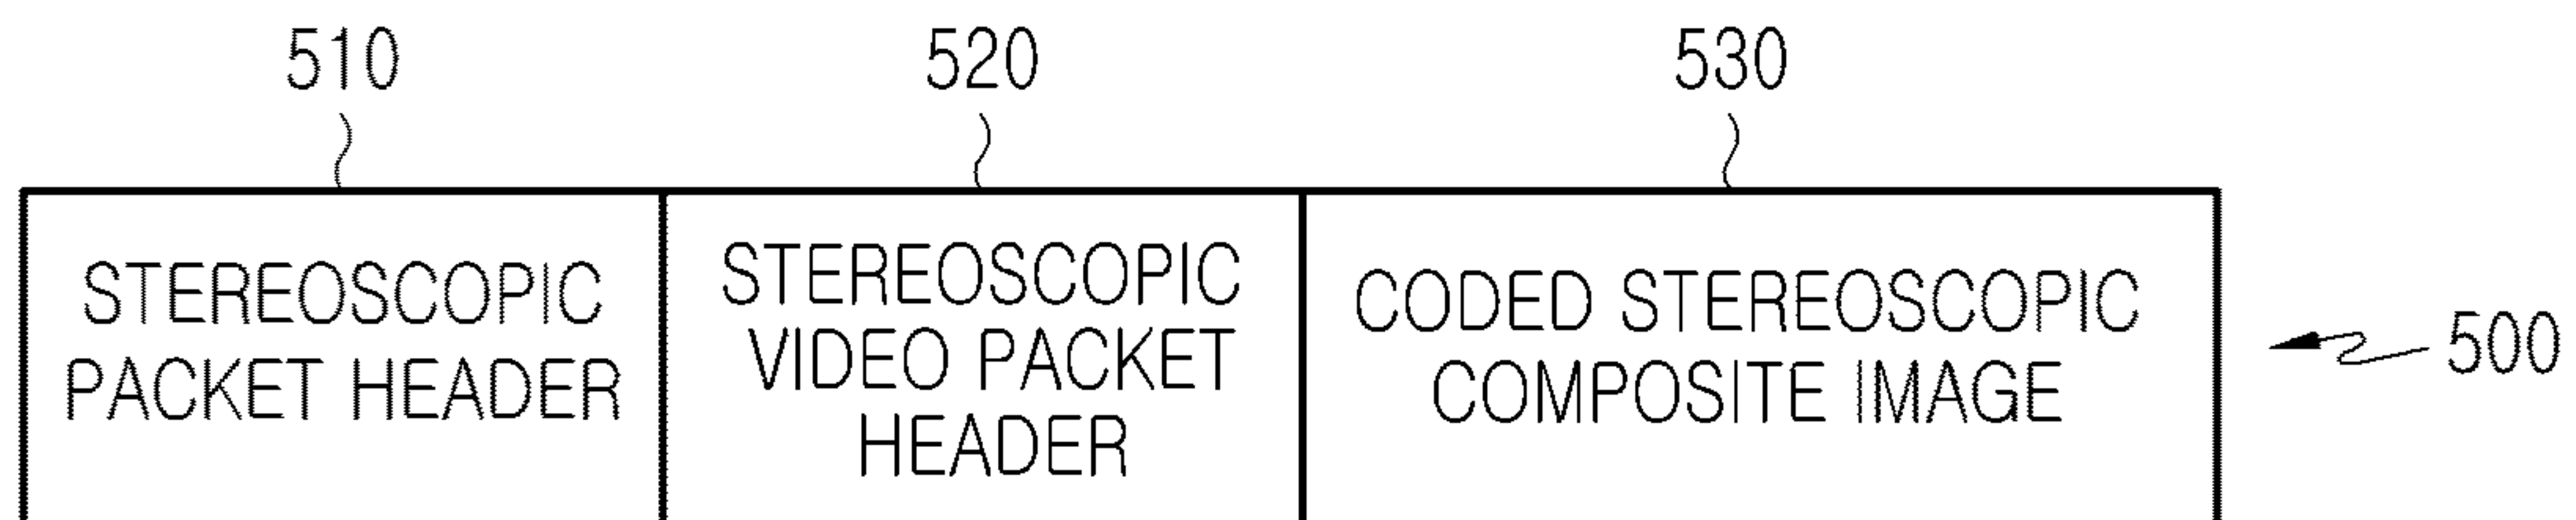 510 520 530
STEREOSCOPIC PACKET HEADER
STEREOSCOPIC VIDEO PACKET HEADER
CODED STEREOSCOPIC COMPOSITE IMAGE
500